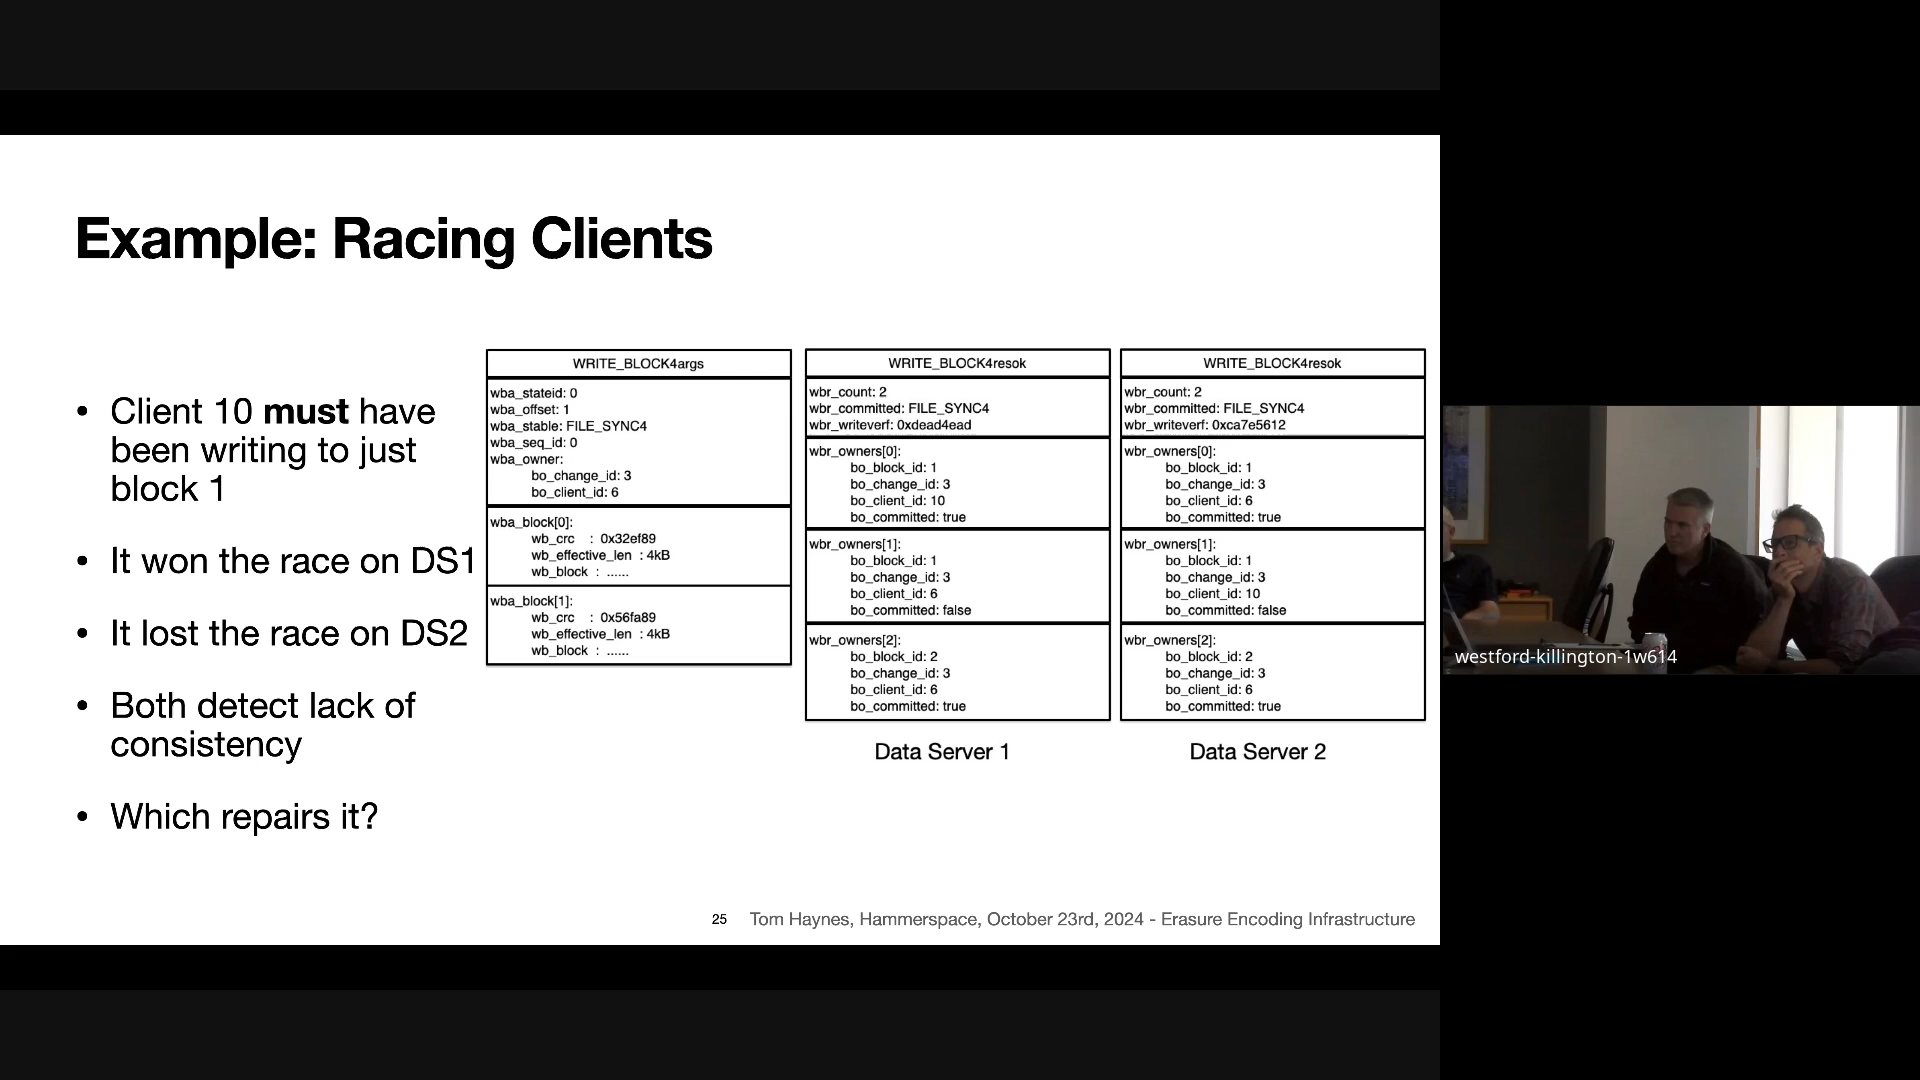 Example: Racing Clients
• Client 10 must have
been writing to just
block 1
• It won the race on DS1
• It lost the race on DS2
• Both detect lack of
consistency
• Which repairs it?
WRITE_BLOCK4args
wba_stateid: 0
wba_offset: 1
wba_stable: FILE_SYNC4
wba_seq_id: 0
wba_owner:
bo_change_id: 3
bo_client_id: 6
wba_block[0]:
wb_crc : 0x32ef89
wb_effective_len : 4kB
wb_block : ......
wba_block[1]:
wb_crc : 0x56fa89
wb_effective_len : 4kB
wb_block : ......
WRITE_BLOCK4resok
wbr_count: 2
wbr_committed: FILE_SYNC4
wbr_writeverf: 0xdead4ead
wbr_owners[0]:
bo_block_id: 1
bo_change_id: 3
bo_client_id: 10
bo_committed: true
wbr_owners[1]:
bo_block_id: 1
bo_change_id: 3
bo_client_id: 6
bo_committed: false
wbr_owners[2]:
bo_block_id: 2
bo_change_id: 3
bo_client_id: 6
bo_committed: true
Data Server 1
WRITE_BLOCK4resok
wbr_count: 2
wbr_committed: FILE_SYNC4
wbr_writeverf: 0xca7e5612
wbr_owners[0]:
bo_block_id: 1
bo_change_id: 3
bo_client_id: 6
bo_committed: true
wbr_owners[1]:
bo_block_id: 1
bo_change_id: 3
bo_client_id: 10
bo_committed: false
wbr_owners[2]:
bo_block_id: 2
bo_change_id: 3
bo_client_id: 6
bo_committed: true
Data Server 2
25 Tom Haynes, Hammerspace, October 23rd, 2024 - Erasure Encoding Infrastructure
westford-killington-1w614